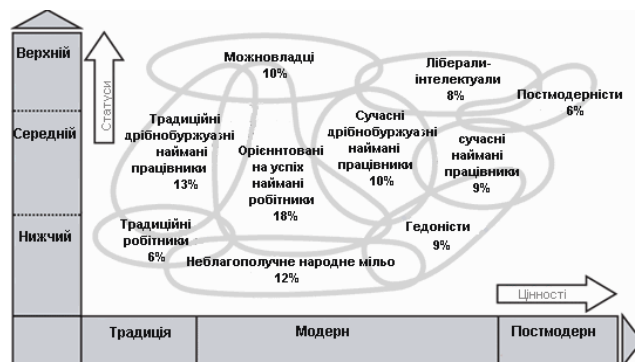 Верхній
Середній
Нижчий
Статуси
Можновладці
10%
Ліберали-
інтелектуали
8%
Постмодерністи
6%
Традиційні
дрібнобуржуазні
наймані
працівники
13%
Орієннтовані
на успіх
наймані
робітники
18%
Сучасні
дрібнобуржуазні
наймані
працівники
10%
сучасні
наймані
працівники
9%
Традиційні
робітники
6%
Гедоністи
9%
Неблагополучне народне мільо
12%
Цінності
Традиція
Модерн
Постмодерн